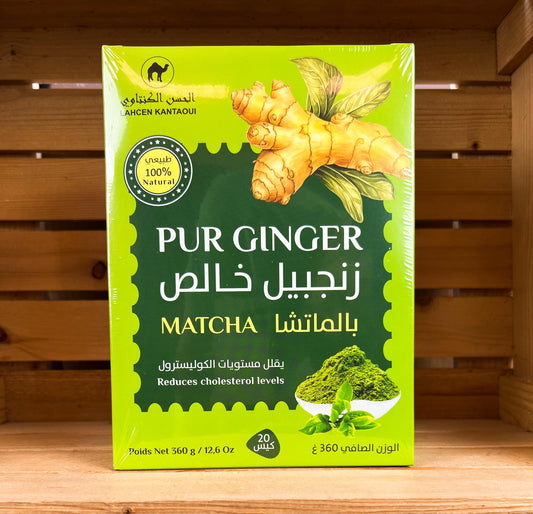 الحسن الكنتاوي
LAHCEN KANTAOUI
طبيعي
100%
Natural
PUR GINGER
زنجبيل خالص
MATCHA بالماتشا
يقلل مستويات الكوليسترول
Reduces cholesterol levels
Poids Net 360 g / 12,6 Oz
20
كيس
الوزن الصافي 360 غ